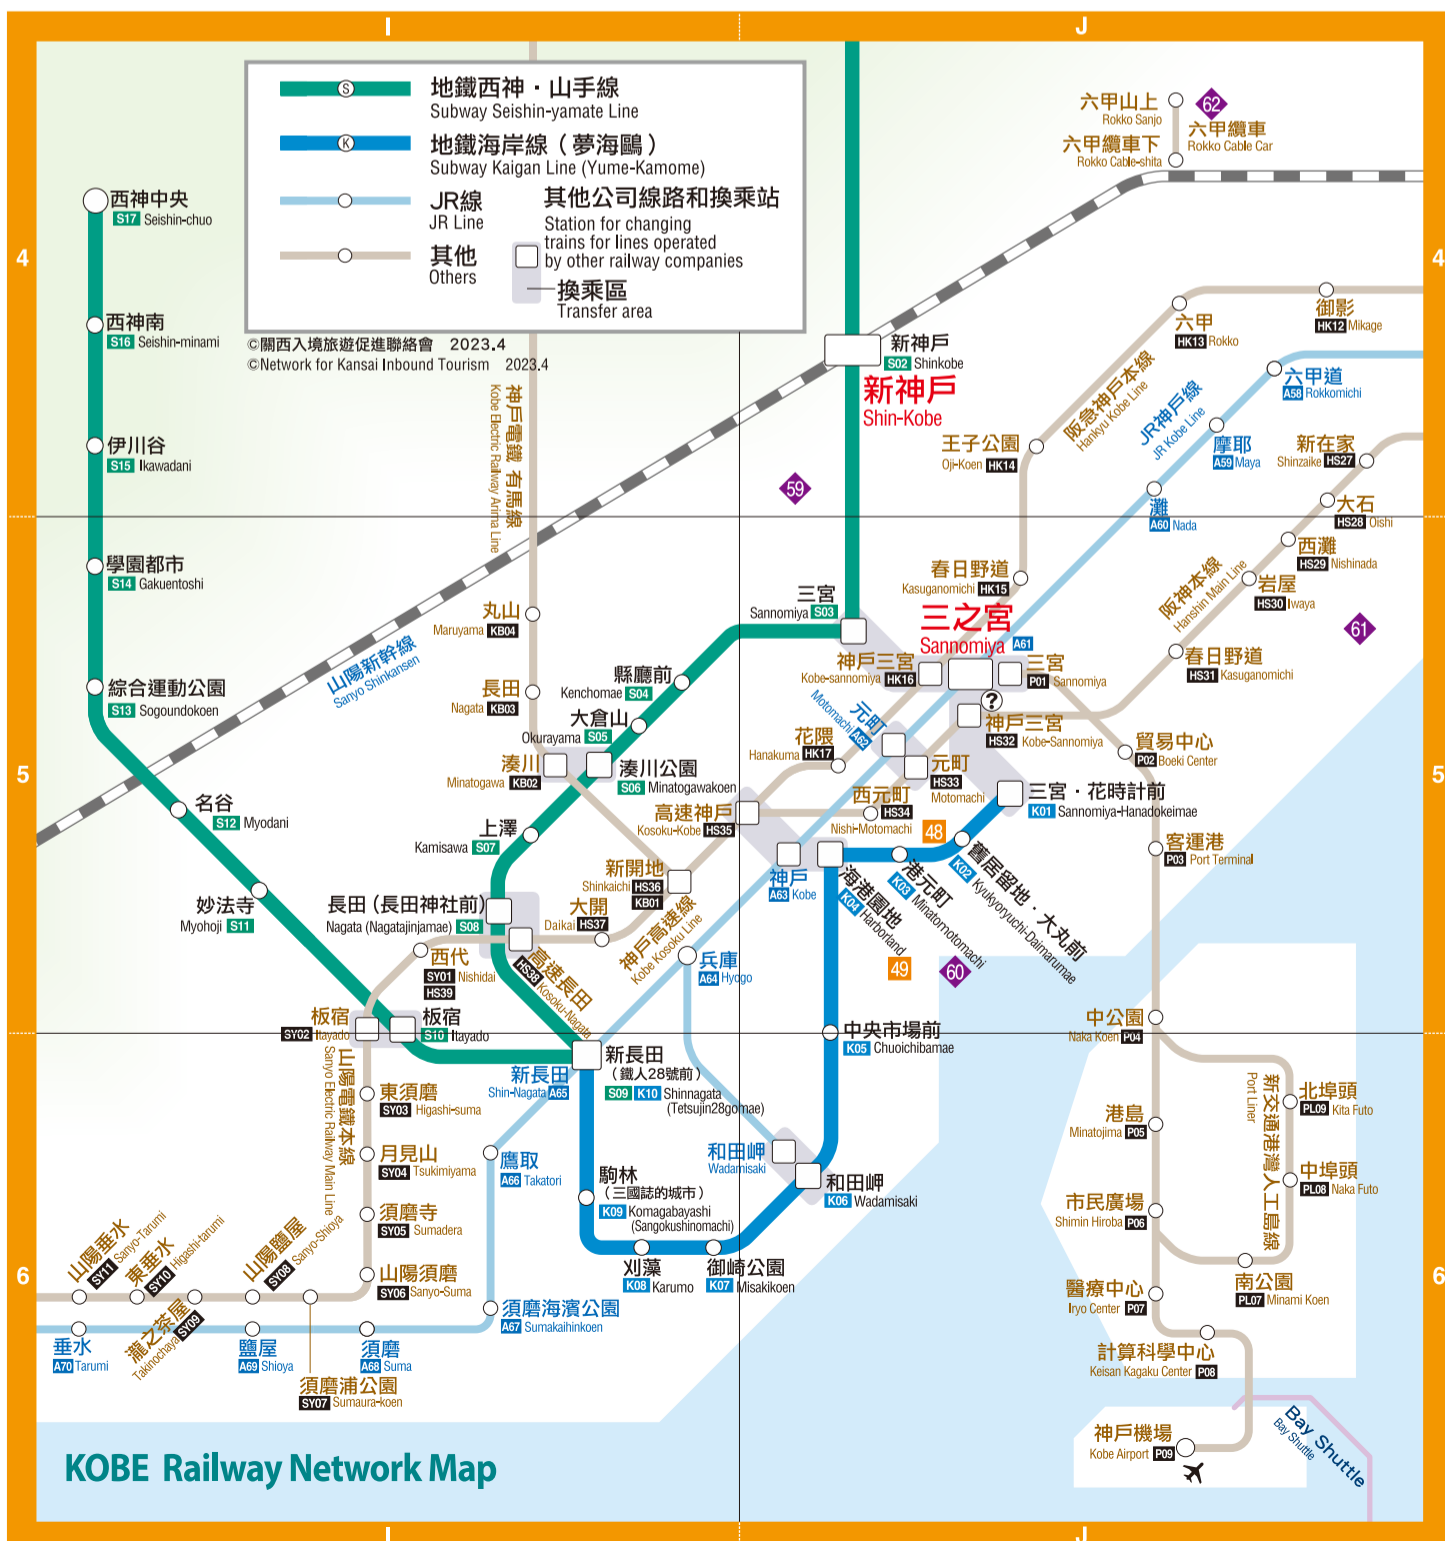 I
J
地鐵西神・山手線
S
Subway Seishin-yamate Line
地鐵海岸線（夢海鷗）
K
Subway Kaigan Line (Yume-Kamome)
JR線
JR Line
其他
Others
其他公司線路和換乘站
Station for changing
trains for lines operated
by other railway companies
換乘區
Transfer area
©關西入境旅遊促進聯絡會 2023.4
©Network for Kansai Inbound Tourism 2023.4
六甲山上
Rokko Sanjo
62
六甲纜車
Rokko Cable Car
六甲纜車下
Rokko Cable-shita
4
4
西神中央
S17 Seishin-chuo
西神南
S16 Seishin-minami
伊川谷
S15 Ikawadani
學園都市
S14 Gakuentoshi
綜合運動公園
S13 Sogoundokoen
名谷
S12 Myodani
妙法寺
Myohoji S11
新神戶
S02 Shinkobe
新神戶
Shin-Kobe
59
神戶電鐵 有馬線
Kobe Electric Railway Arima Line
山陽新幹線
Sanyo Shinkansen
六甲
HK13 Rokko
御影
HK12 Mikage
阪急神戶本線
Hankyu Kobe Line
JR神戶線
JR Kobe Line
六甲道
A58 Rokkomichi
摩耶
A59 Maya
灘
A60 Nada
王子公園
Oji-Koen HK14
新在家
Shinzaike HS27
大石
HS28 Oishi
西灘
HS29 Nishinada
岩屋
HS30 Iwaya
61
春日野道
HS31 Kasuganomichi
阪神本線
Hanshin Main Line
春日野道
Kasuganomichi HK15
三宮
Sannomiya S03
三之宮
Sannomiya A61
神戶三宮
Kobe-sannomiya HK16
三宮
P01 Sannomiya
?
神戶三宮
HS32 Kobe-Sannomiya
貿易中心
P02 Boeki Center
丸山
Maruyama KB04
長田
Nagata KB03
湊川
Minatogawa KB02
縣廳前
Kenchomae S04
大倉山
Okurayama S05
湊川公園
S06 Minatogawakoen
上澤
Kamisawa S07
5
5
元町
Motomachi A62
花隈
Hanakuma HK17
元町
HS33
Motomachi
西元町
HS34
Nishi-Motomachi
高速神戶
Kosoku-Kobe HS35
三宮・花時計前
K01 Sannomiya-Hanadokeimae
48
舊居留地・大丸前
K02 Kyukyoryuchi-Daimarumae
港元町
K03 Minatomotomachi
海港園地
K04 Harborland
49
60
神戶
A63 Kobe
客運港
P03 Port Terminal
新開地
Shinkaichi HS36
KB01
大開
Daikai HS37
長田（長田神社前）
Nagata (Nagatajinjamae) S08
高速長田
HS38 Kosoku-Nagata
神戶高速線
Kobe Kosoku Line
西代
SY01 Nishidai
HS39
板宿
SY02 Itayado
板宿
S10 Itayado
兵庫
A64 Hyogo
中央市場前
K05 Chuoichibamae
中公園
Naka Koen P04
新長田
Shin-Nagata A65
新長田
（鐵人28號前）
S09 K10 Shinnagata
(Tetsujin28gomae)
山陽電鐵本線
Sanyo Electric Railway Main Line
東須磨
SY03 Higashi-suma
月見山
SY04 Tsukimiyama
須磨寺
SY05 Sumadera
山陽須磨
SY06 Sanyo-Suma
鷹取
A66 Takatori
須磨海濱公園
A67 Sumakaihinkoen
駒林
（三國誌的城市）
K09 Komagabayashi
(Sangokushinomachi)
刈藻
K08 Karumo
御崎公園
K07 Misakikoen
和田岬
Wadamisaki
和田岬
K06 Wadamisaki
港島
Minatojima P05
新交通港灣人工島線
Port Liner
北埠頭
PL09 Kita Futo
中埠頭
PL08 Naka Futo
市民廣場
Shimin Hiroba P06
南公園
PL07 Minami Koen
醫療中心
Iryo Center P07
計算科學中心
Keisan Kagaku Center P08
神戶機場
Kobe Airport P09
Bay Shuttle
Bay Shuttle
6
6
山陽垂水
SY11 Sanyo-Tarumi
東垂水
SY10 Higashi-tarumi
瀧之茶屋
Takinochaya SY09
山陽鹽屋
SY08 Sanyo-Shioya
須磨浦公園
SY07 Sumaura-koen
垂水
A70 Tarumi
鹽屋
A69 Shioya
須磨
A68 Suma
KOBE Railway Network Map
I
J